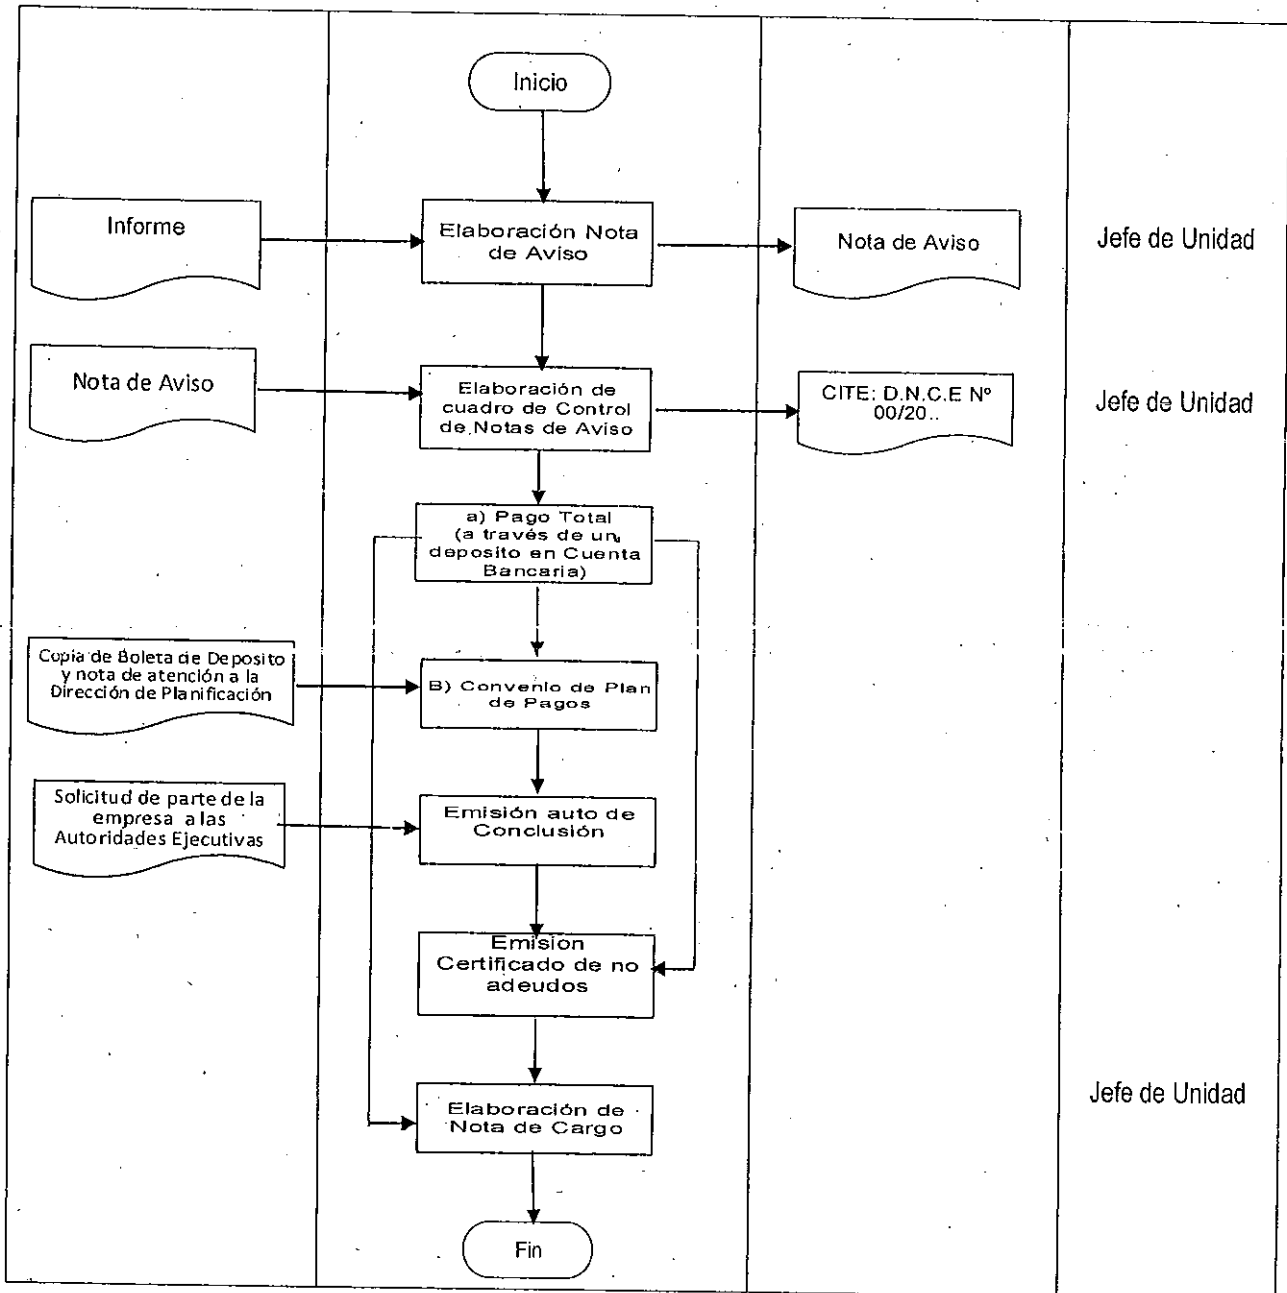 Inicio
Informe
Elaboración Nota
de Aviso
Nota de Aviso
Jefe de Unidad
Nota de Aviso
Elaboración de
cuadro de Control
de Notas de Aviso
CITE: D.N.C.E Nº
00/20..
Jefe de Unidad
a) Pago Total
(a través de un
deposito en Cuenta
Bancaria)
Copia de Boleta de Deposito
y nota de atención a la
Dirección de Planificación
B) Convenio de Plan
de Pagos
Solicitud de parte de la
empresa a las
Autoridades Ejecutivas
Emisión auto de
Conclusión
Emision
Certificado de no
adeudos
Elaboración de
Nota de Cargo
Jefe de Unidad
Fin